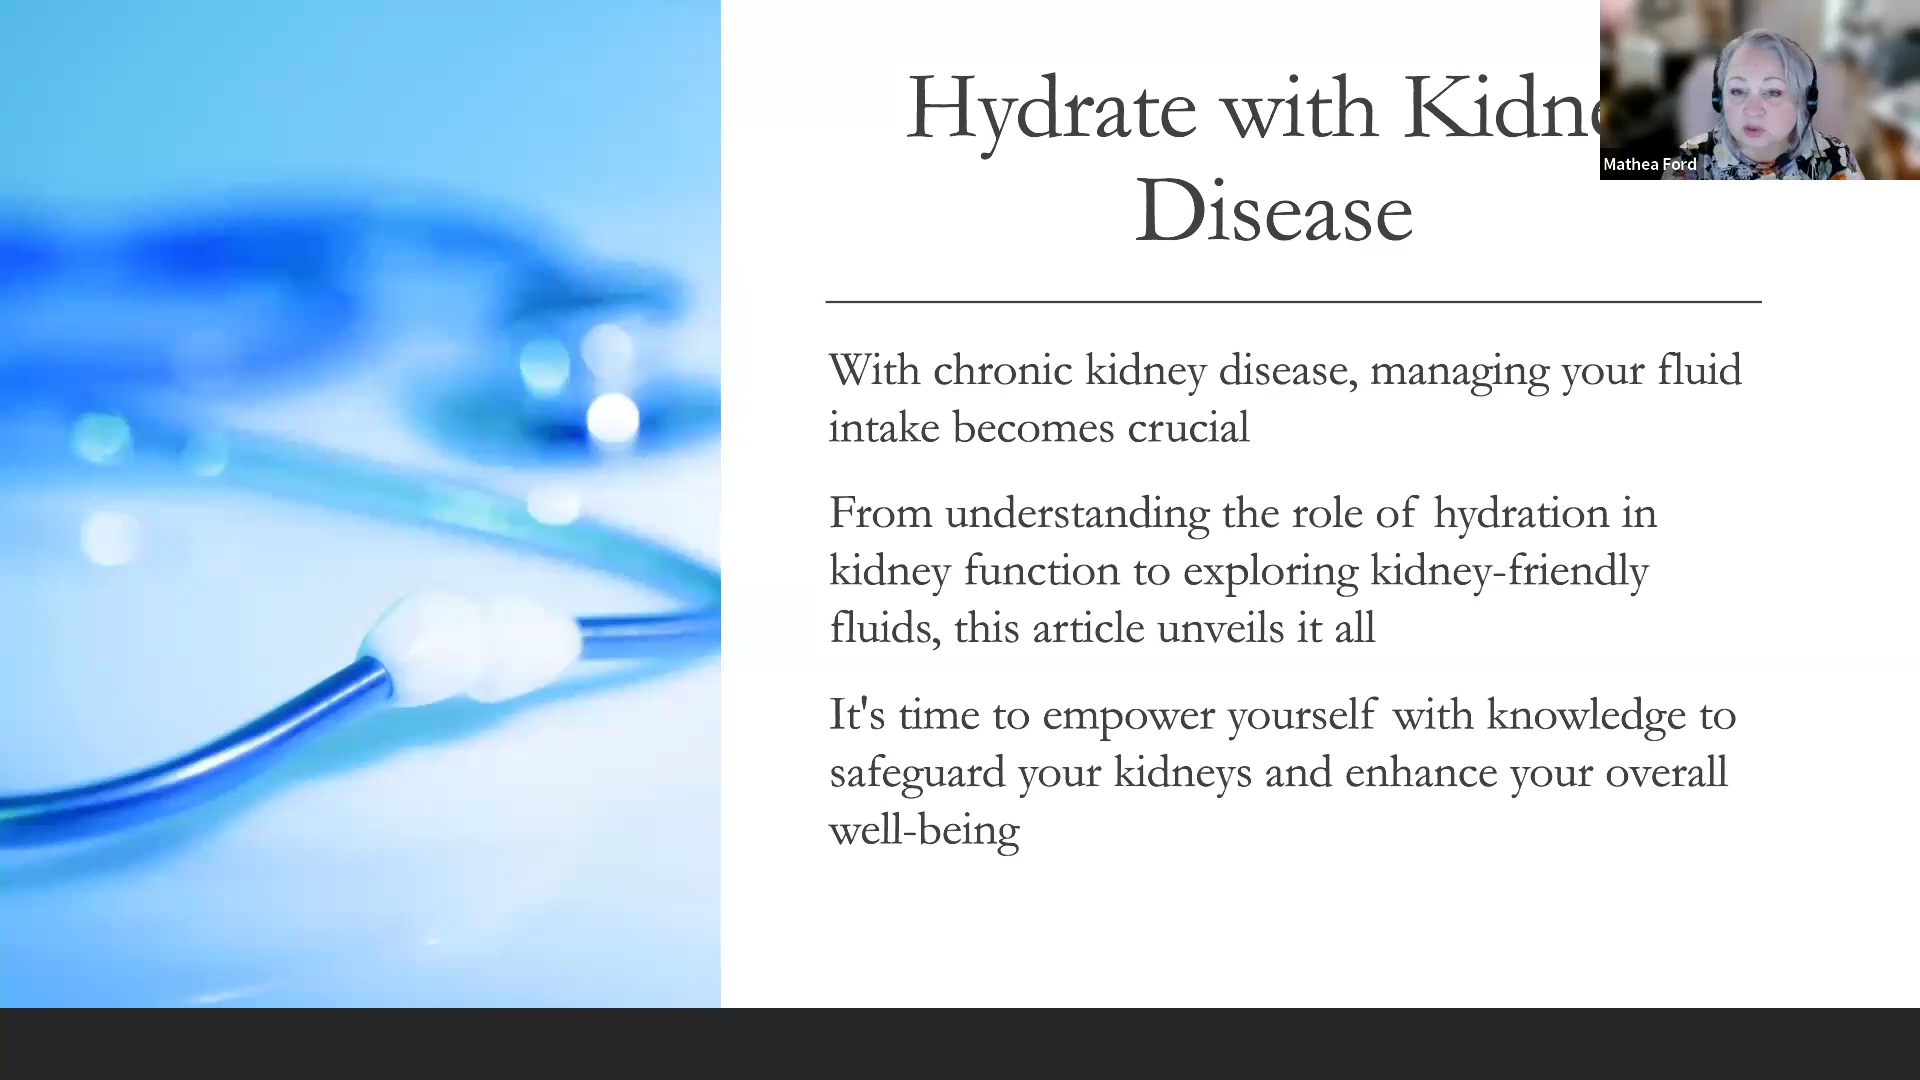 Hydrate with Kidne
Disease
Mathea Ford
With chronic kidney disease, managing your fluid
intake becomes crucial
From understanding the role of hydration in
kidney function to exploring kidney-friendly
fluids, this article unveils it all
It's time to empower yourself with knowledge to
safeguard your kidneys and enhance your overall
well-being